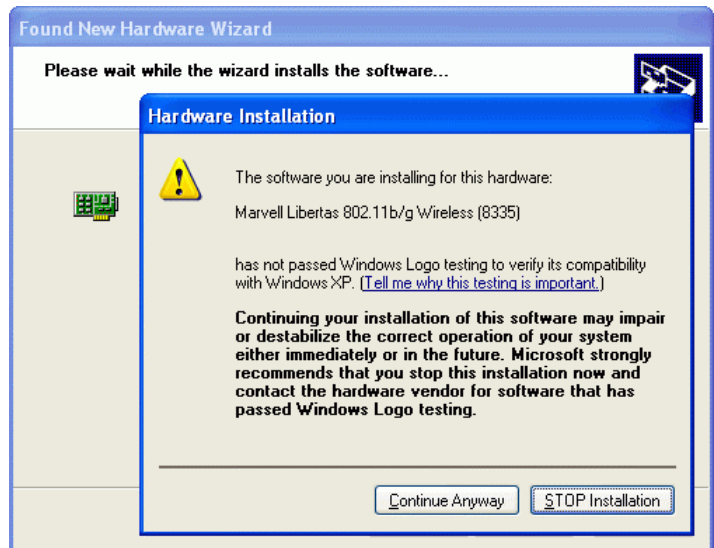 Found New Hardware Wizard
Please wait while the wizard installs the software...
Hardware Installation
The software you are installing for this hardware:
Marvell Libertas 802.11b/g Wireless (8335)
has not passed Windows Logo testing to verify its compatibility
with Windows XP. (Tell me why this testing is important.)
Continuing your installation of this software may impair
or destabilize the correct operation of your system
either immediately or in the future. Microsoft strongly
recommends that you stop this installation now and
contact the hardware vendor for software that has
passed Windows Logo testing.
Continue Anyway
STOP Installation